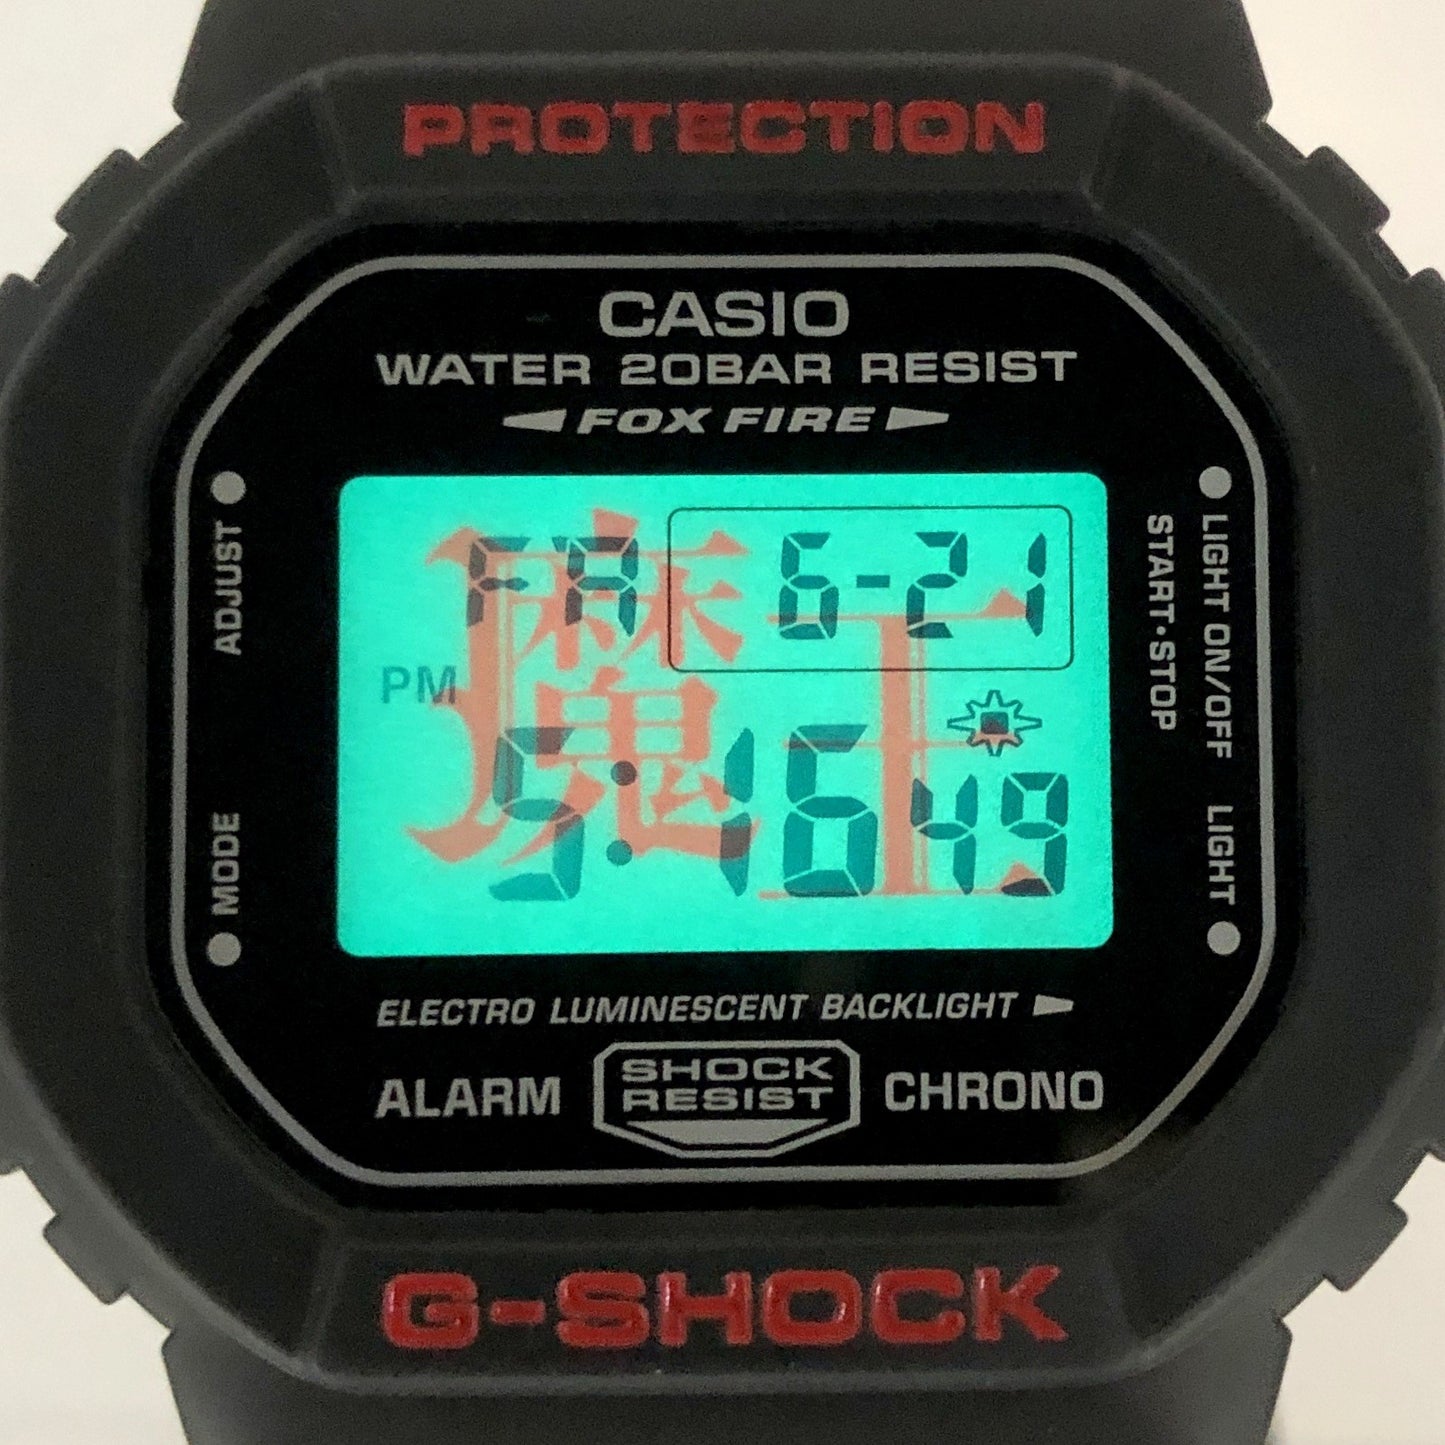 PROTECTION
CASIO
WATER 20BAR RESIST
FOX FIRE
ADJUST
MODE
LIGHT ON/OFF
START•STOP
LIGHT
FR 6-21
PM
5:16 49
魔王
ELECTRO LUMINESCENT BACKLIGHT
ALARM
SHOCK
RESIST
CHRONO
G-SHOCK